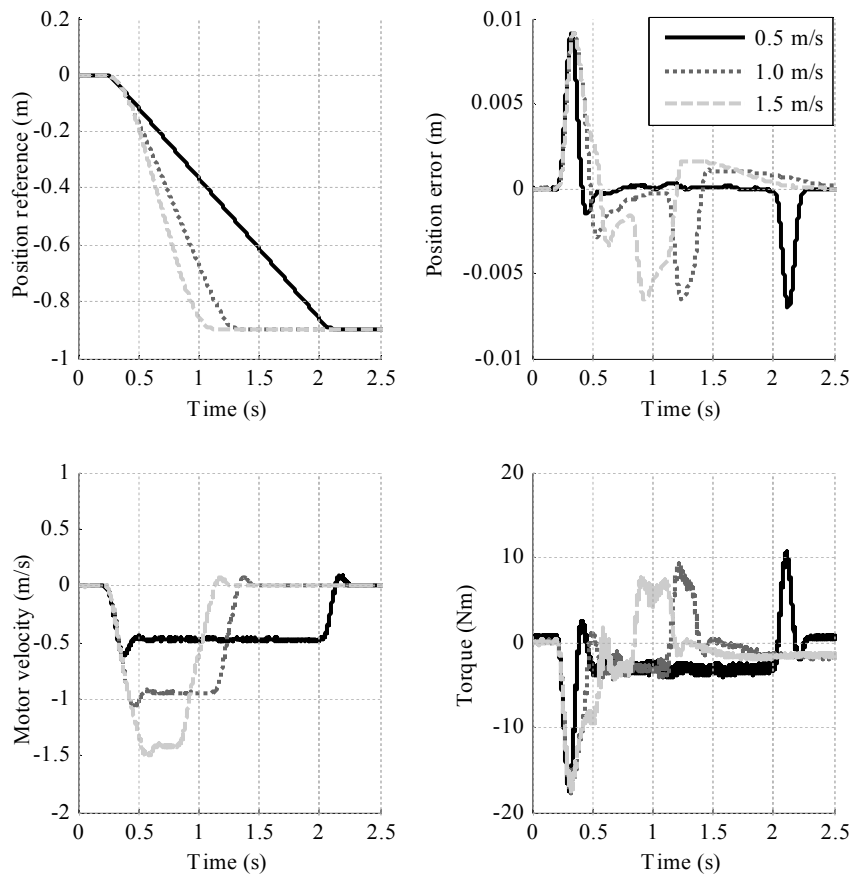 0.2
0
-0.2
-0.4
-0.6
-0.8
-1
Position reference (m)
0 0.5 1 1.5 2 2.5
Time (s)
0.01
0.005
0
-0.005
-0.01
Position error (m)
0.5 m/s
1.0 m/s
1.5 m/s
0 0.5 1 1.5 2 2.5
Time (s)
1
0.5
0
-0.5
-1
-1.5
-2
Motor velocity (m/s)
0 0.5 1 1.5 2 2.5
Time (s)
20
10
0
-10
-20
Torque (Nm)
0 0.5 1 1.5 2 2.5
Time (s)